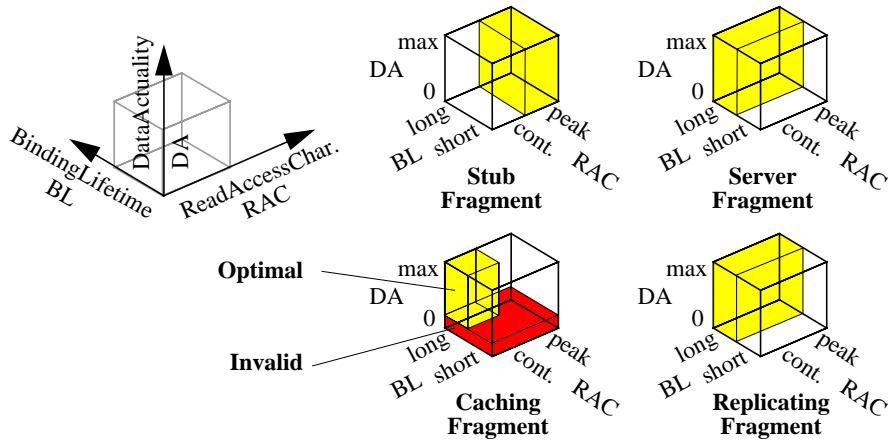 DataActuality
DA
BindingLifetime
BL
ReadAccessChar.
RAC
max
DA
0
long
BL short
cont.
peak
RAC
Stub
Fragment
max
DA
0
long
BL short
cont.
peak
RAC
Server
Fragment
Optimal
Invalid
max
DA
0
long
BL short
cont.
peak
RAC
Caching
Fragment
max
DA
0
long
BL short
cont.
peak
RAC
Replicating
Fragment